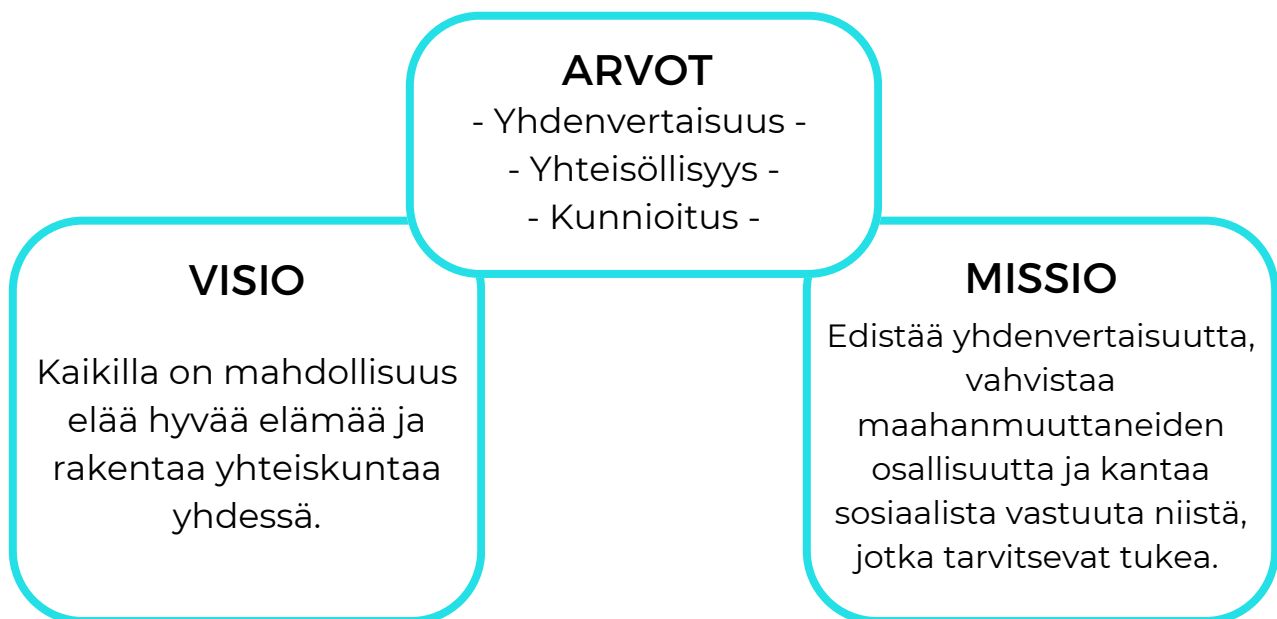 ARVOT
- Yhdenvertaisuus -
- Yhteisöllisyys -
- Kunnioitus -
VISIO
Kaikilla on mahdollisuus
elää hyvää elämää ja
rakentaa yhteiskuntaa
yhdessä.
MISSIO
Edistää yhdenvertaisuutta,
vahvistaa
maahanmuuttaneiden
osallisuutta ja kantaa
sosiaalista vastuuta niistä,
jotka tarvitsevat tukea.